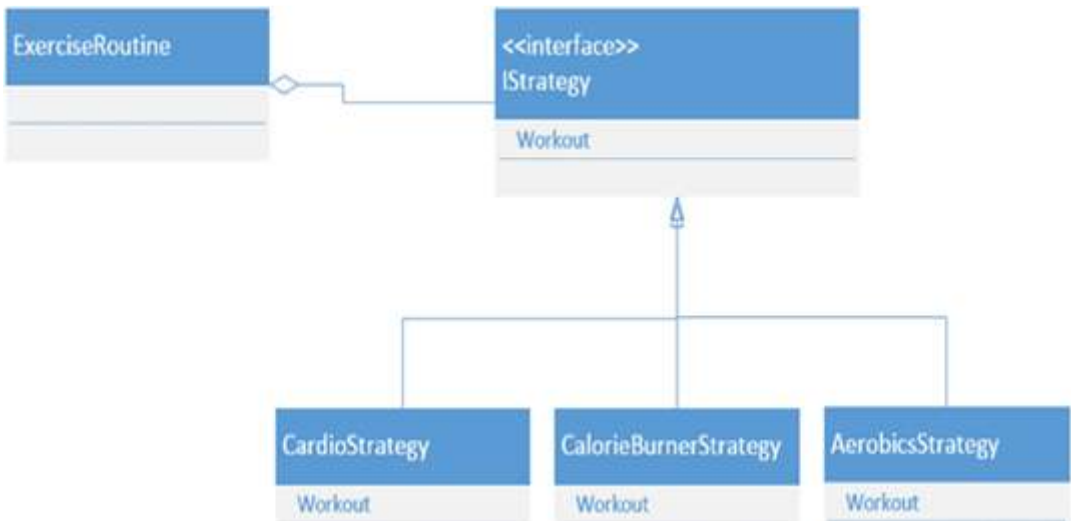 ExerciseRoutine
<<interface>>
IStrategy
Workout
CardioStrategy
CalorieBurnerStrategy
AerobicsStrategy
Workout
Workout
Workout